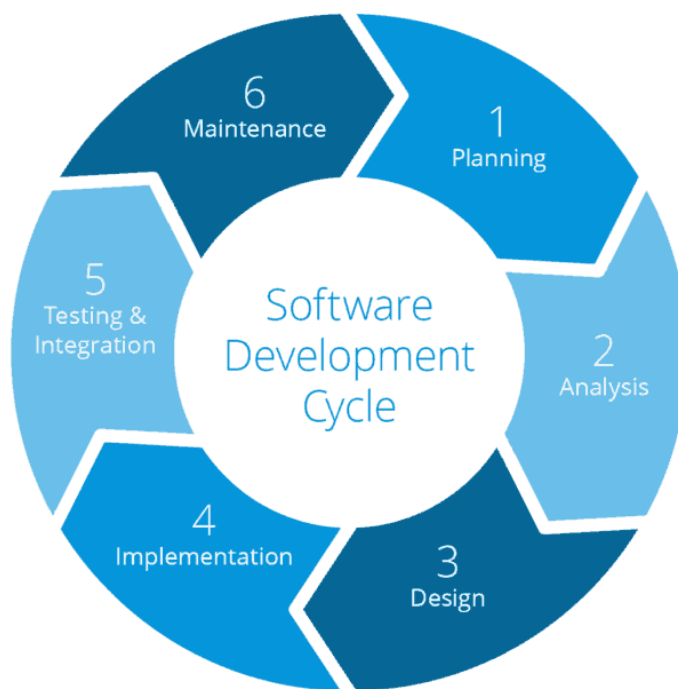 Software
Development
Cycle
1
Planning
2
Analysis
3
Design
4
Implementation
5
Testing &
Integration
6
Maintenance